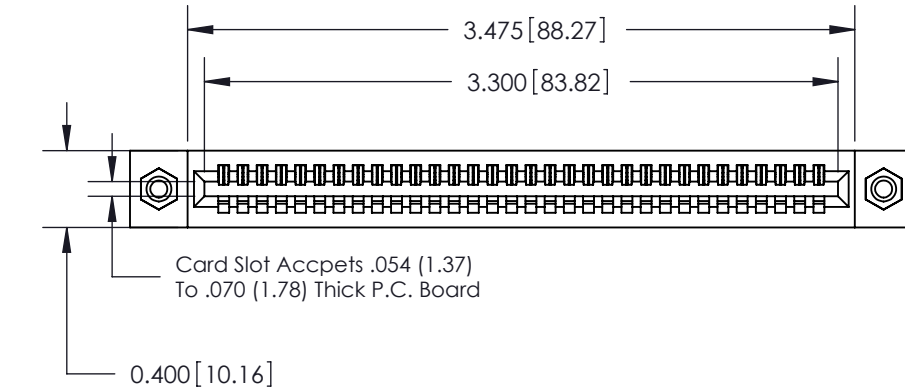 3.475[88.27]
3.300[83.82]
Card Slot Accpets .054 (1.37)
To .070 (1.78) Thick P.C. Board
0.400[10.16]